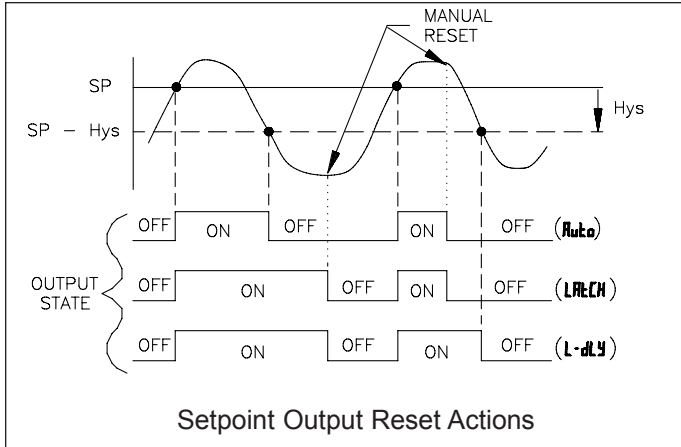 MANUAL
RESET
SP
Hys
SP - Hys
OFF ON OFF ON OFF (Auto)
OUTPUT
STATE
OFF ON OFF ON OFF (LAtCH)
OFF ON OFF ON OFF (L-dLY)
Setpoint Output Reset Actions